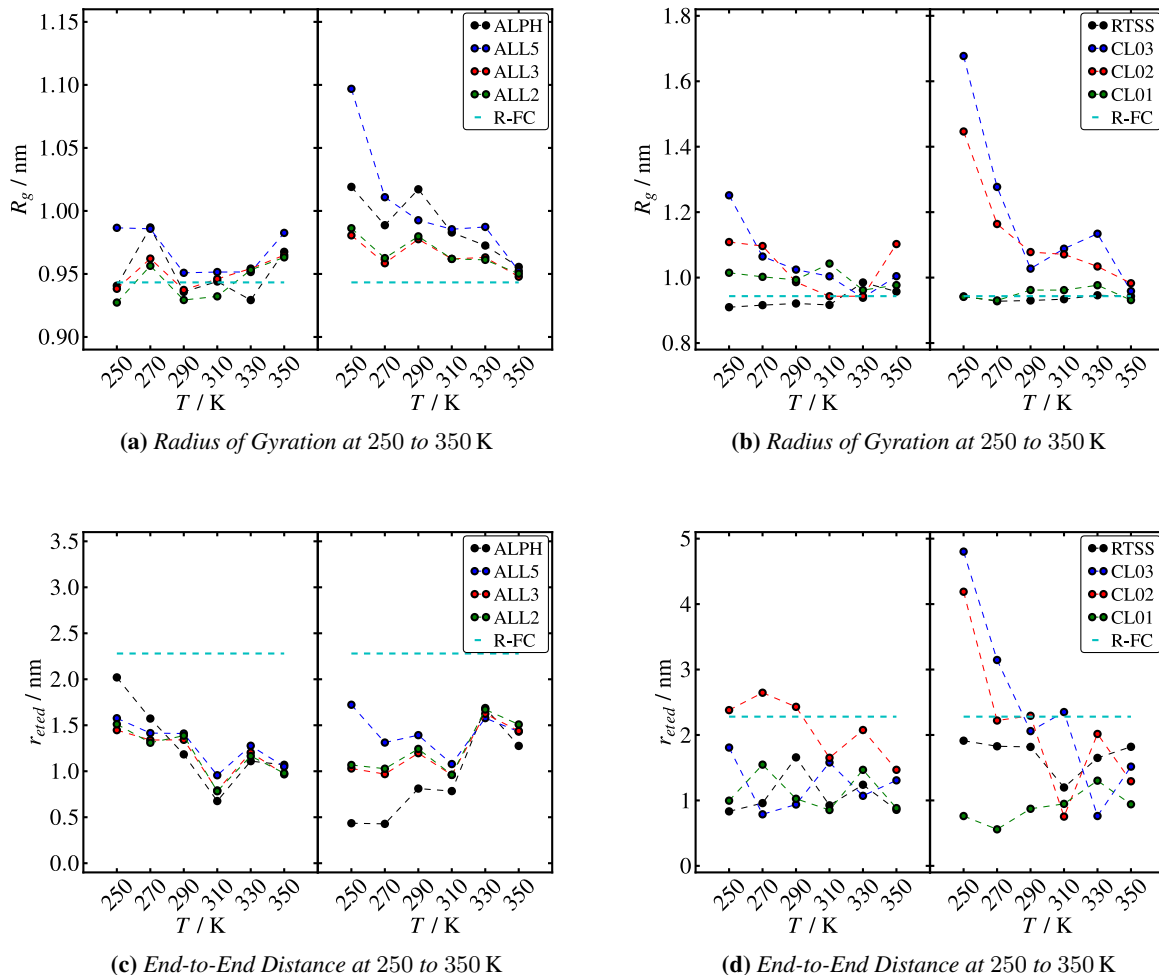 1.15
1.10
1.05
1.00
0.95
0.90
R_g / nm
ALPH
ALL5
ALL3
ALL2
R-FC
250 270 290 310 330 350 250 270 290 310 330 350
T / K T / K
(a) Radius of Gyration at 250 to 350 K
1.8
1.6
1.4
1.2
1.0
0.8
R_g / nm
RTSS
CL03
CL02
CL01
R-FC
250 270 290 310 330 350 250 270 290 310 330 350
T / K T / K
(b) Radius of Gyration at 250 to 350 K
3.5
3.0
2.5
2.0
1.5
1.0
0.5
0.0
r_eted / nm
ALPH
ALL5
ALL3
ALL2
R-FC
250 270 290 310 330 350 250 270 290 310 330 350
T / K T / K
(c) End-to-End Distance at 250 to 350 K
5
4
3
2
1
0
r_eted / nm
RTSS
CL03
CL02
CL01
R-FC
250 270 290 310 330 350 250 270 290 310 330 350
T / K T / K
(d) End-to-End Distance at 250 to 350 K